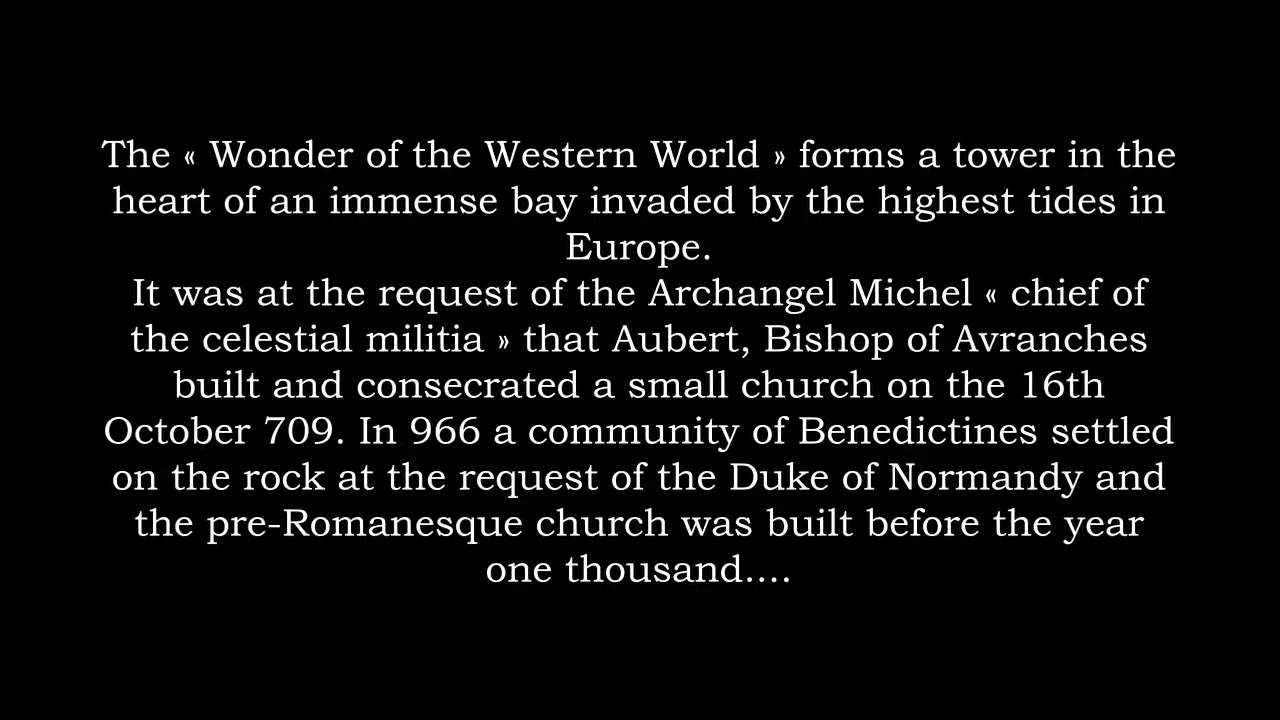 The « Wonder of the Western World » forms a tower in the
heart of an immense bay invaded by the highest tides in
Europe.
It was at the request of the Archangel Michel « chief of
the celestial militia » that Aubert, Bishop of Avranches
built and consecrated a small church on the 16th
October 709. In 966 a community of Benedictines settled
on the rock at the request of the Duke of Normandy and
the pre-Romanesque church was built before the year
one thousand....